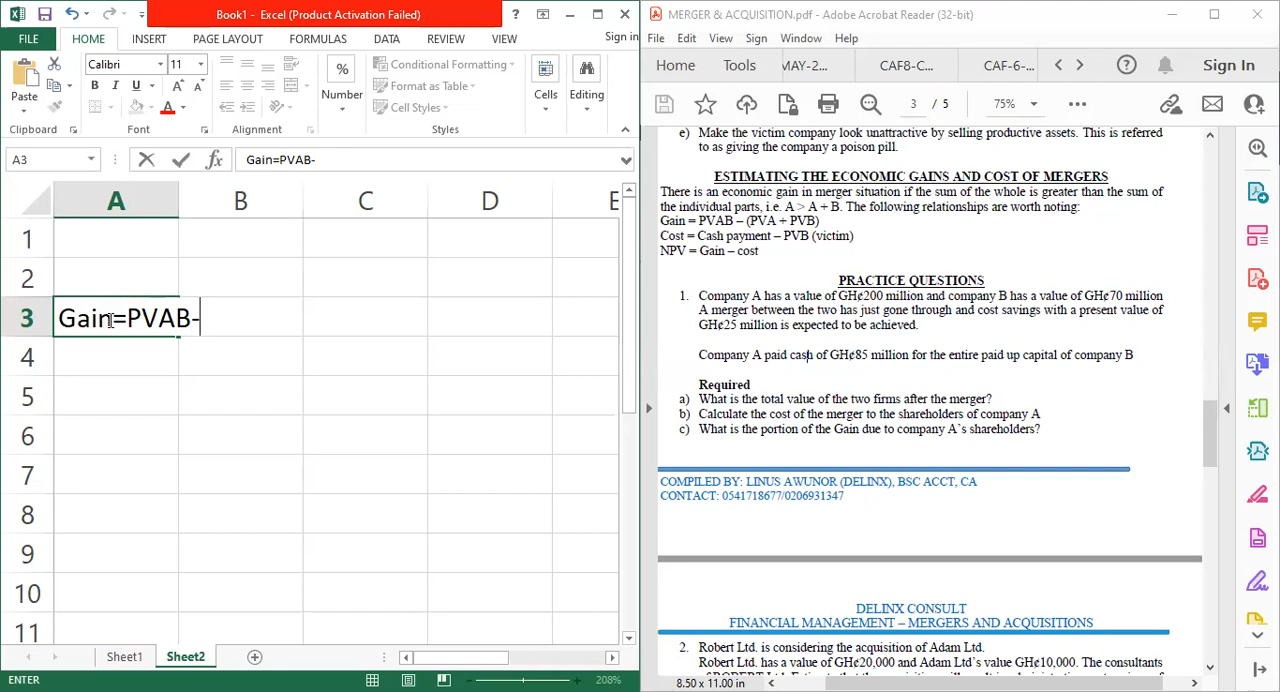 Book1 - Excel (Product Activation Failed)
FILE HOME INSERT PAGE LAYOUT FORMULAS DATA REVIEW VIEW Sign in
Paste
Calibri 11
B I U A
%
Number
Conditional Formatting
Format as Table
Cell Styles
Cells
Editing
Clipboard Font Alignment Styles
A3 fx Gain=PVAB-
A B C D E
1
2
3 Gain=PVAB-
4
5
6
7
8
9
10
11
Sheet1 Sheet2
ENTER 208%
MERGER & ACQUISITION.pdf - Adobe Acrobat Reader (32-bit)
File Edit View Sign Window Help
Home Tools MAY-2... CAF8-C... CAF-6-... Sign In
3 / 5 75%
e) Make the victim company look unattractive by selling productive assets. This is referred
to as giving the company a poison pill.
ESTIMATING THE ECONOMIC GAINS AND COST OF MERGERS
There is an economic gain in merger situation if the sum of the whole is greater than the sum of
the individual parts, i.e. A > A + B. The following relationships are worth noting:
Gain = PVAB – (PVA + PVB)
Cost = Cash payment – PVB (victim)
NPV = Gain – cost
PRACTICE QUESTIONS
1. Company A has a value of GH¢200 million and company B has a value of GH¢70 million
A merger between the two has just gone through and cost savings with a present value of
GH¢25 million is expected to be achieved.
Company A paid cash of GH¢85 million for the entire paid up capital of company B
Required
a) What is the total value of the two firms after the merger?
b) Calculate the cost of the merger to the shareholders of company A
c) What is the portion of the Gain due to company A's shareholders?
COMPILED BY: LINUS AWUNOR (DELINX), BSC ACCT, CA
CONTACT: 0541718677/0206931347
DELINX CONSULT
FINANCIAL MANAGEMENT – MERGERS AND ACQUISITIONS
2. Robert Ltd. is considering the acquisition of Adam Ltd.
Robert Ltd. has a value of GH¢20,000 and Adam Ltd's value GH¢10,000. The consultants
8.50 x 11.00 in